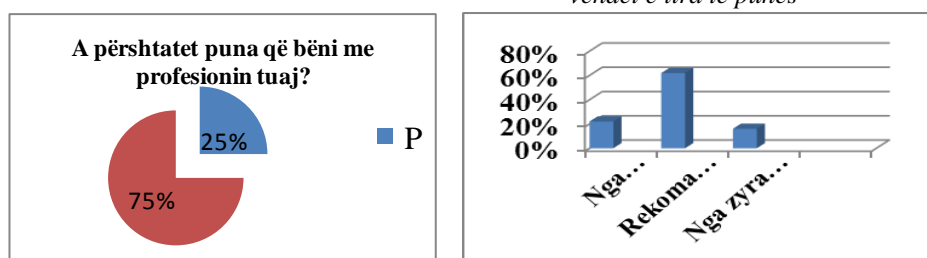 A përshtatet puna që bëni me
profesionin tuaj?
25%
75%
P
80%
60%
40%
20%
0%
Nga...
Rekoma...
Nga zyra...